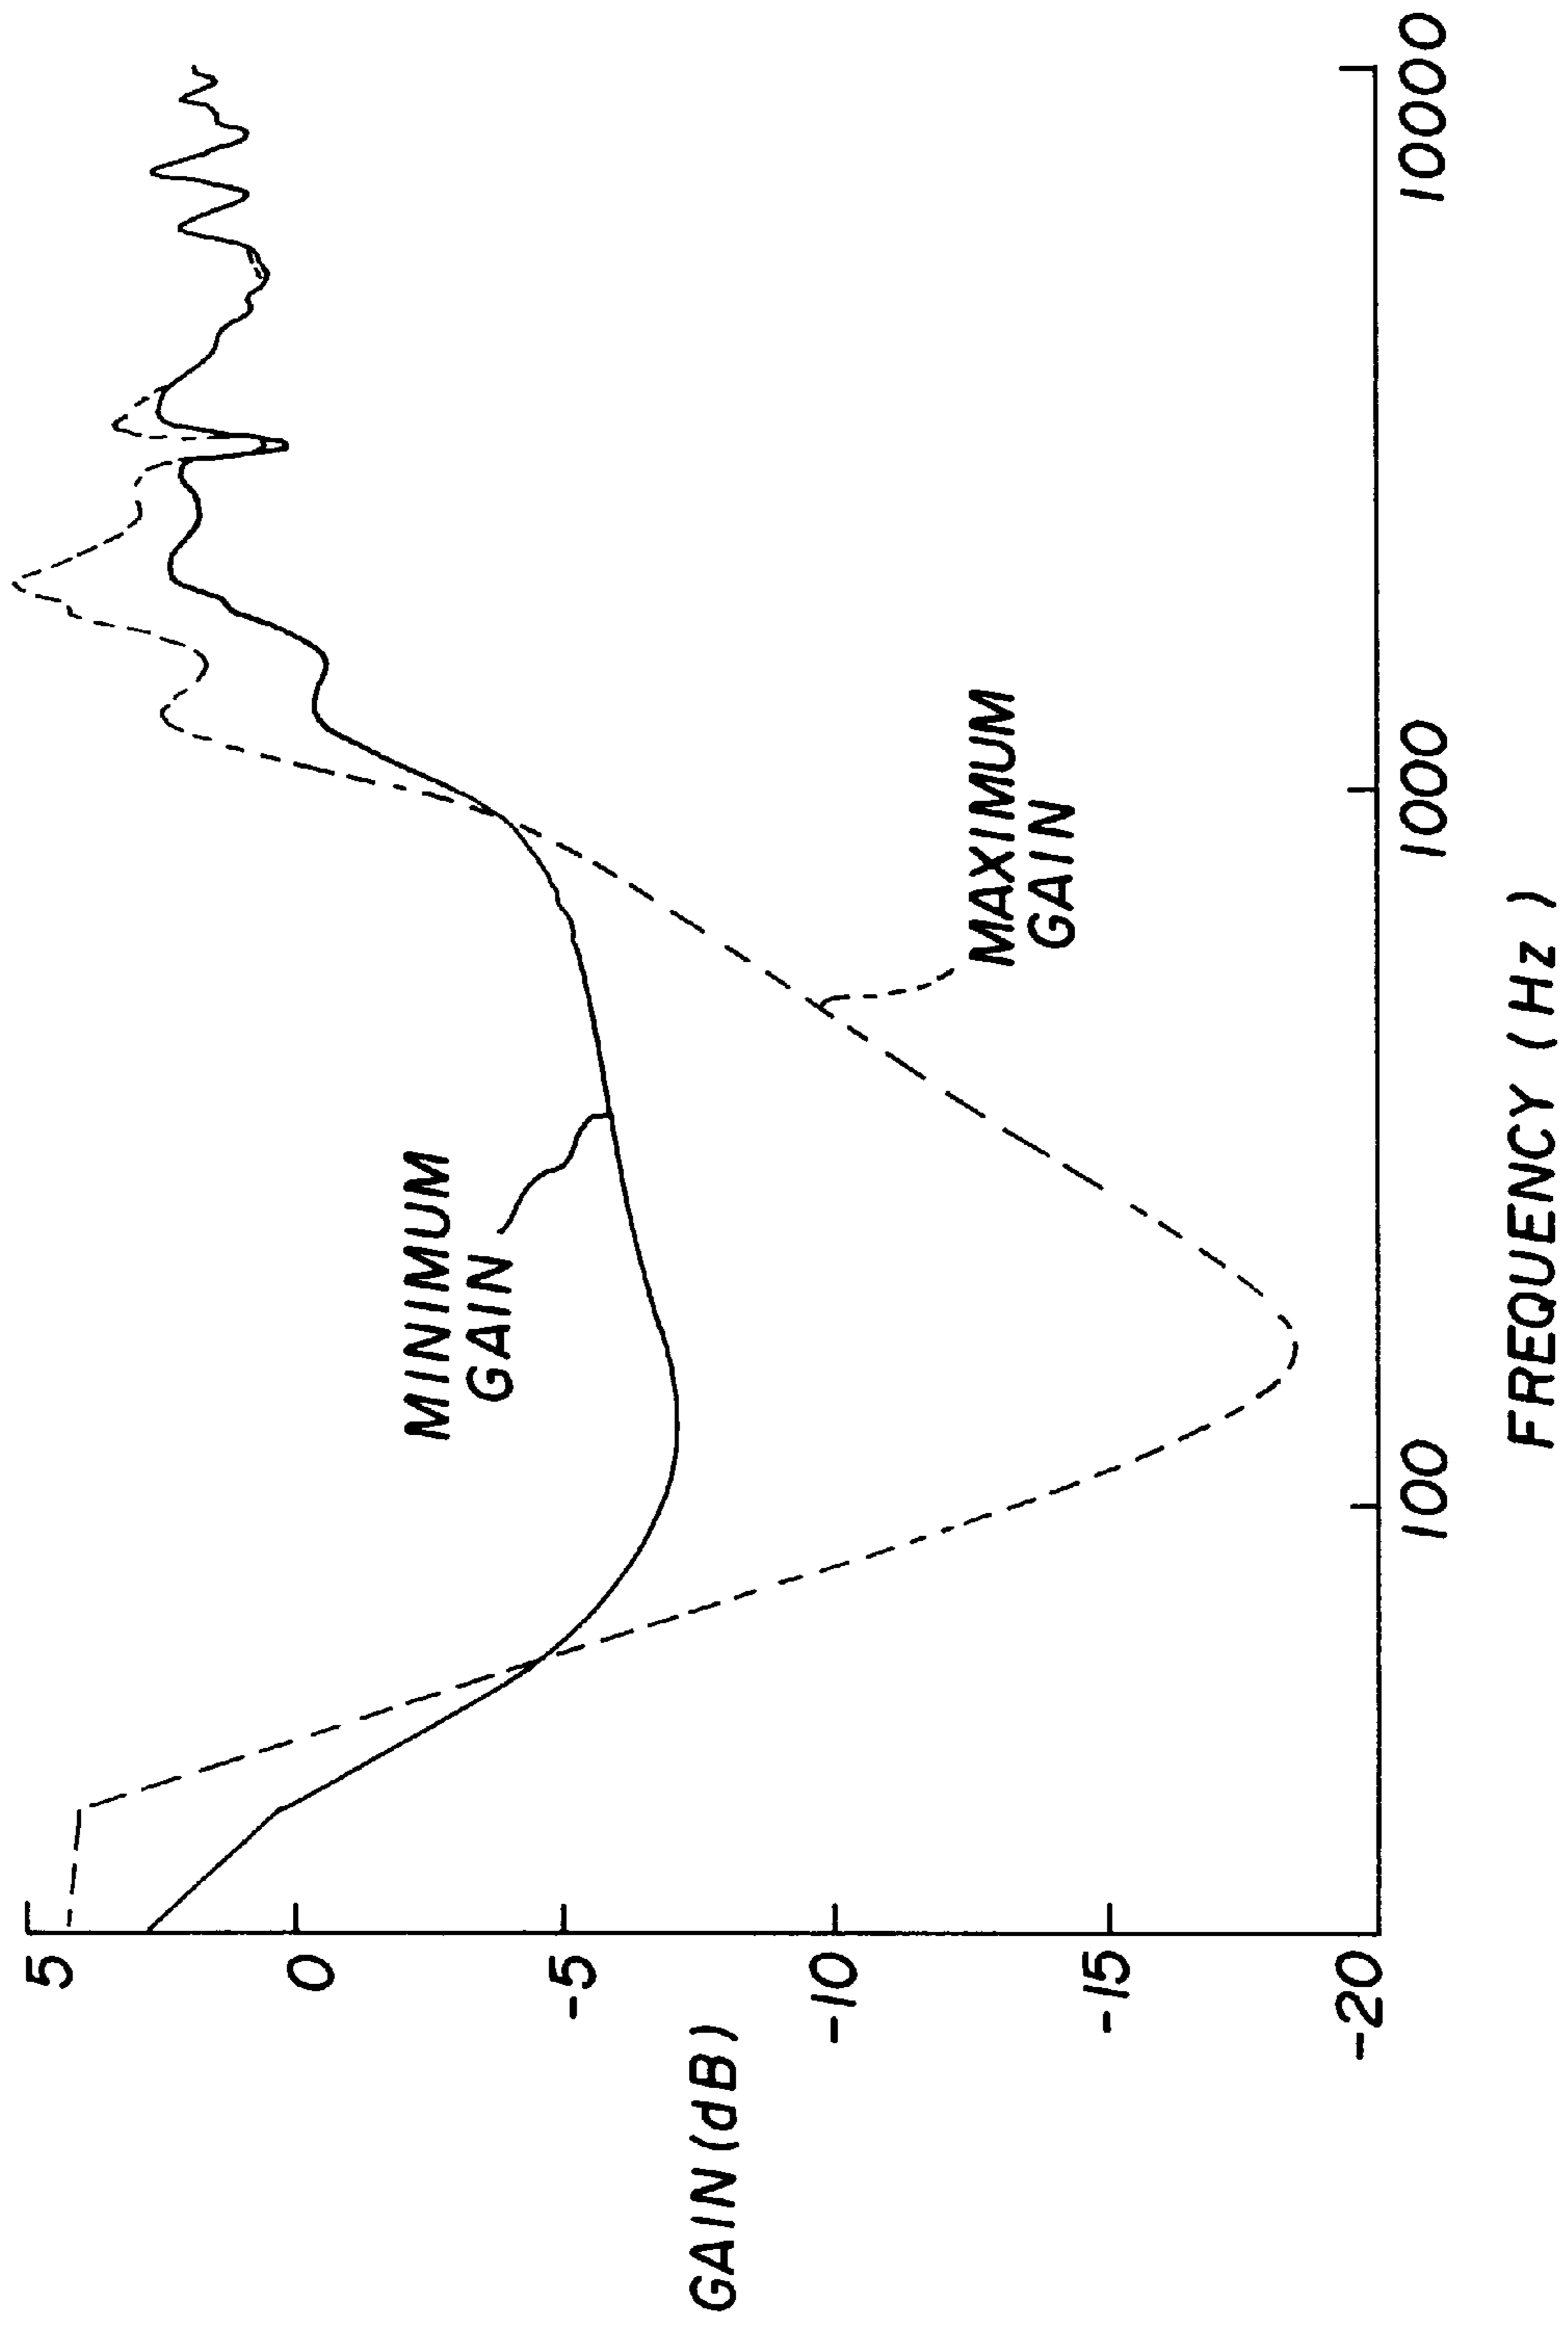 5
0
-5
-10
-15
-20
GAIN (dB)
MINIMUM
GAIN
MAXIMUM
GAIN
100
1000
10000
FREQUENCY (Hz)